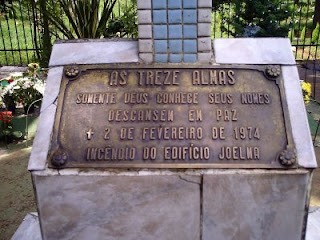 AS TREZE ALMAS
SOMENTE DEUS CONHECE SEUS NOMES
DESCANSEM EM PAZ
✝ 2 DE FEVEREIRO DE 1974
INCENDIO DO EDIFÍCIO JOELMA